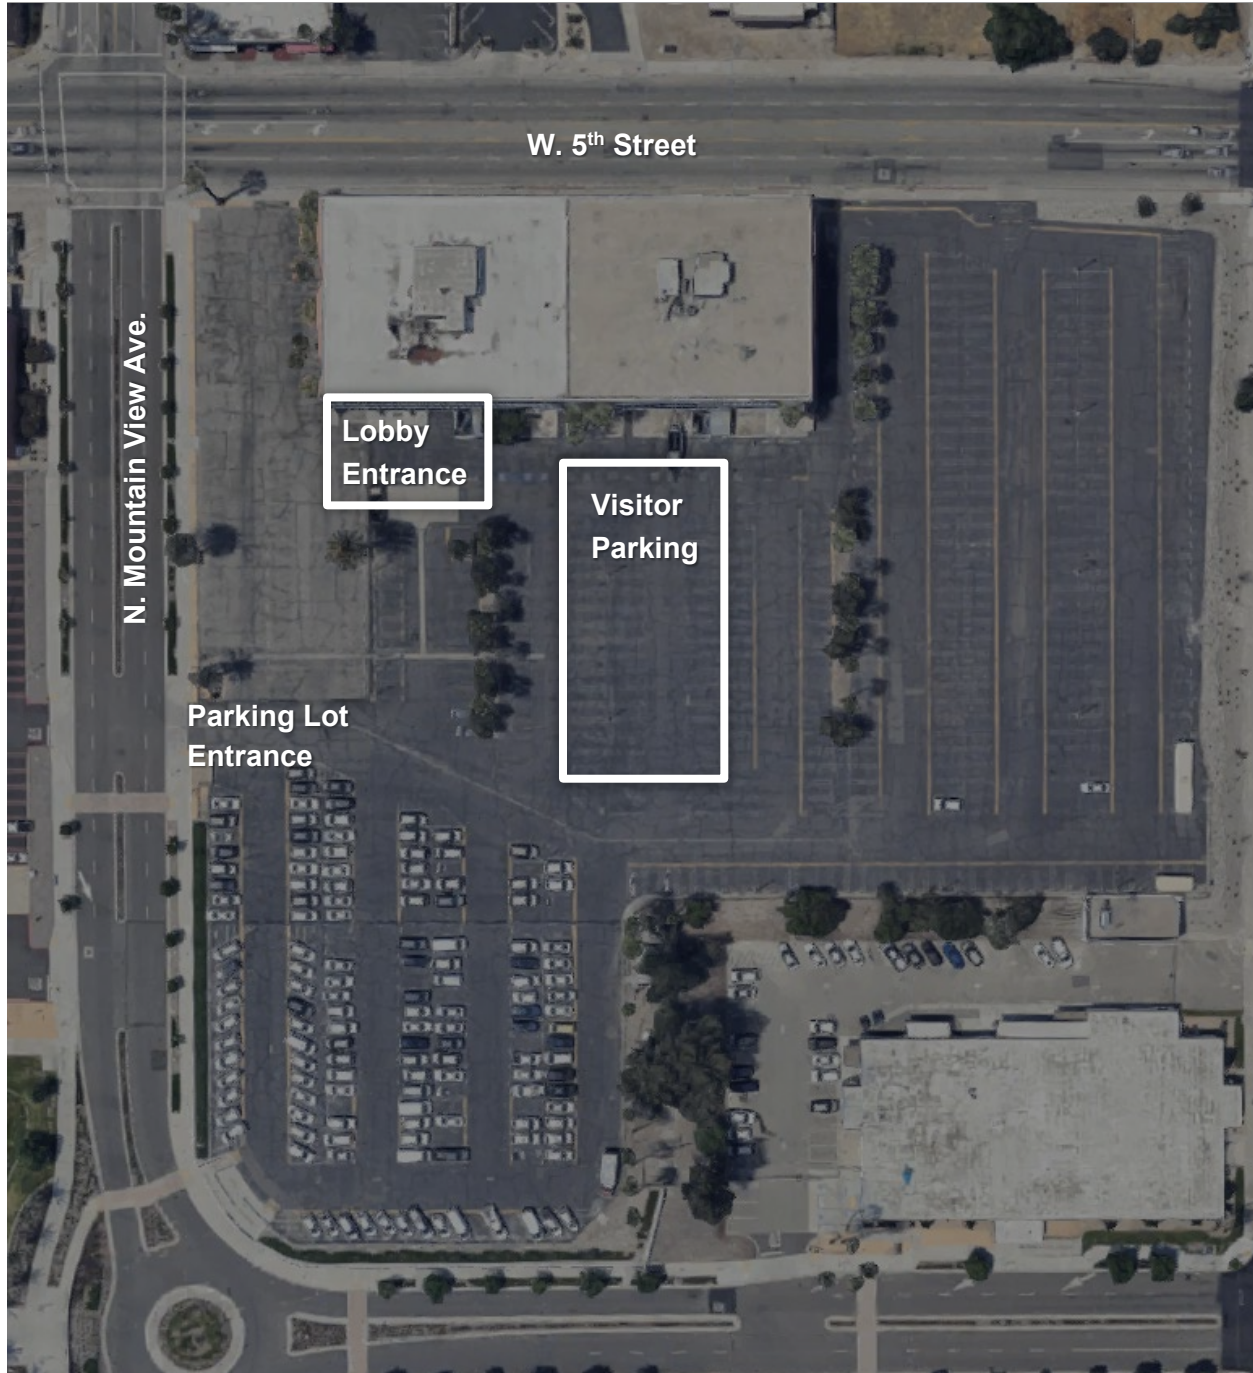 W. 5th Street
N. Mountain View Ave.
Lobby
Entrance
Visitor
Parking
Parking Lot
Entrance